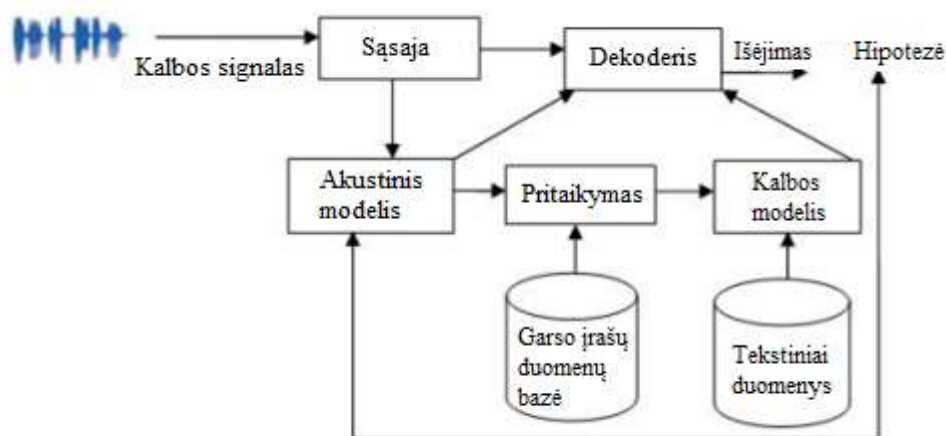 Kalbos signalas
Sąsaja
Dekoderis
Išėjimas
Hipotezė
Akustinis
modelis
Pritaikymas
Kalbos
modelis
Garso įrašų
duomenų
bazė
Tekstiniai
duomenys